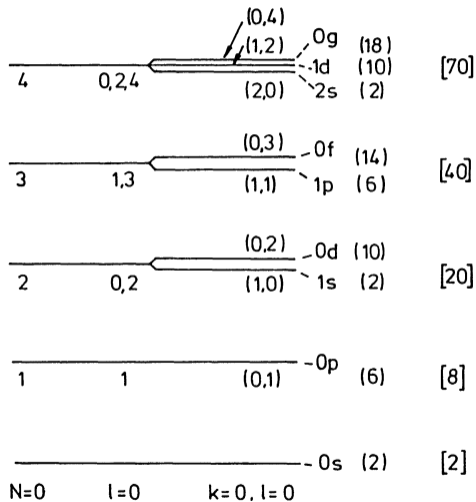 (0,4)
(1,2) 0g (18)
1d (10) [70]
4 0,2,4 (2,0) 2s (2)
(0,3) 0f (14)
[40]
3 1,3 (1,1) 1p (6)
(0,2) 0d (10)
[20]
2 0,2 (1,0) 1s (2)
0p (6) [8]
1 1 (0,1)
0s (2) [2]
N=0 l=0 k=0, l=0